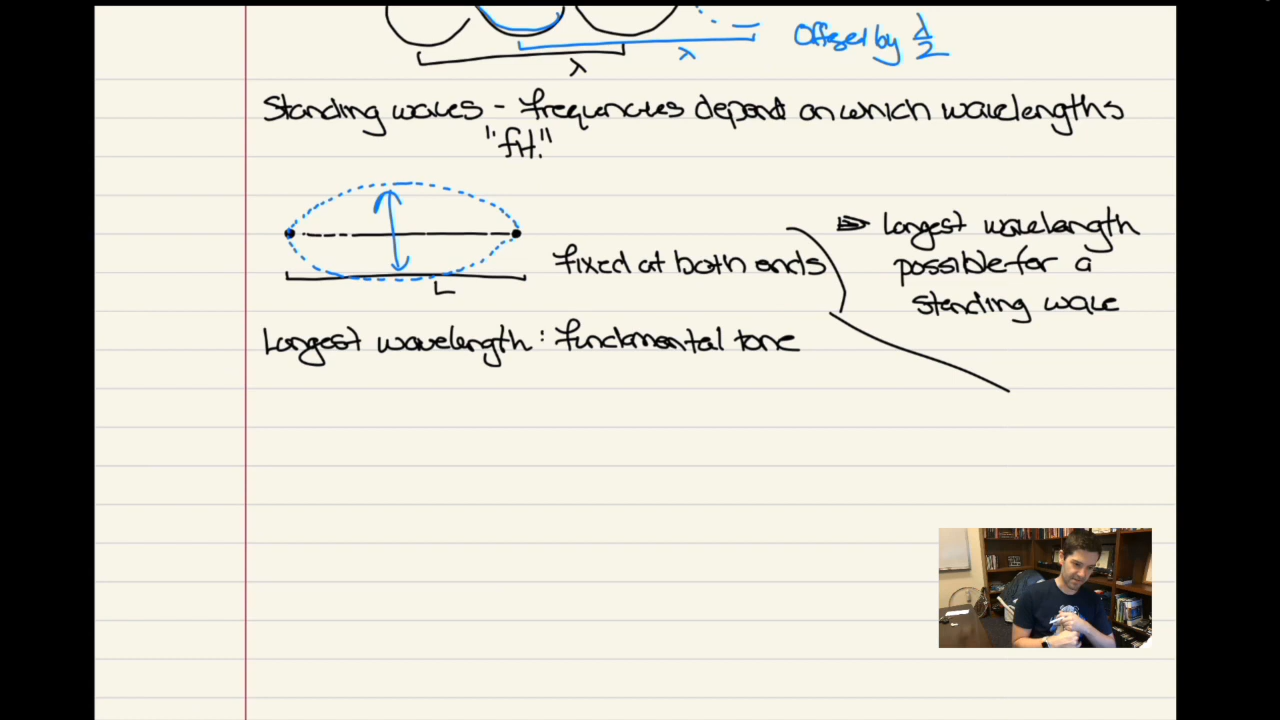 Offset by λ/2
λ
λ
Standing waves - frequencies depend on which wavelengths
"fit."
Longest wavelength
fixed at both ends
possible for a
L
standing wave
Longest wavelength: fundamental tone